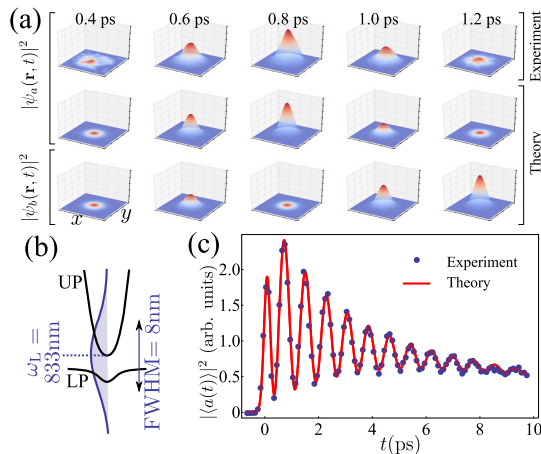 (a)
0.4 ps 0.6 ps 0.8 ps 1.0 ps 1.2 ps
|ψa(r, t)|²
Experiment
|ψa(r, t)|²
|ψb(r, t)|²
Theory
x y
(b)
UP
LP
ωL =
833nm
FWHM= 8nm
(c)
Experiment
Theory
|⟨a(t)⟩|² (arb. units)
2.0
1.5
1.0
0.5
0
0 2 4 6 8 10
t(ps)